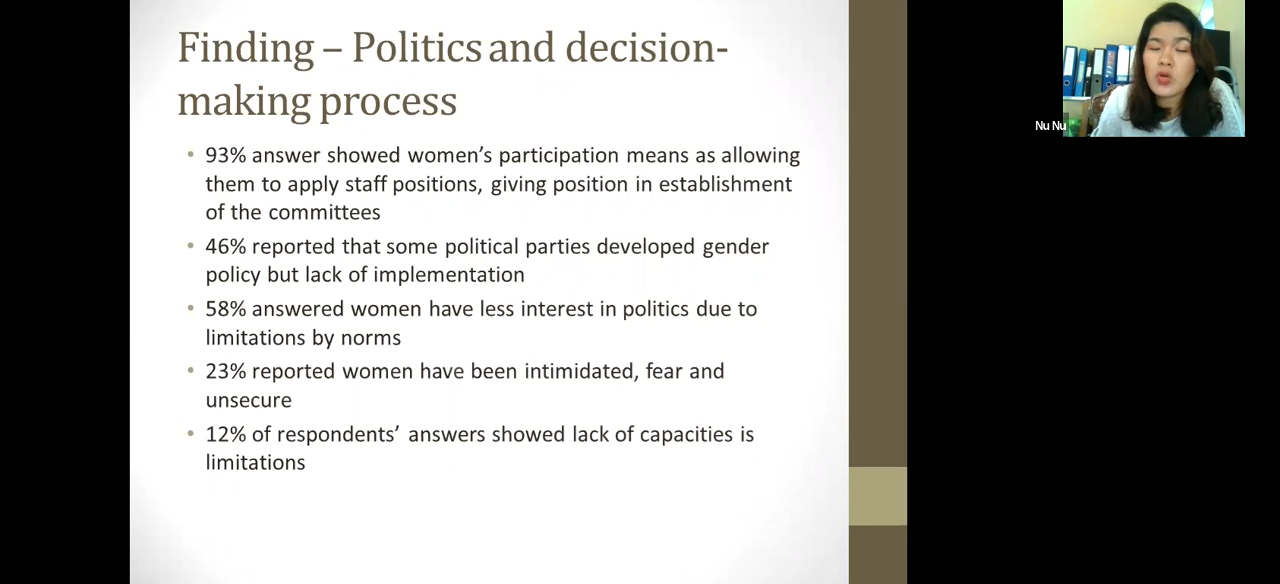 Finding – Politics and decision-
making process
• 93% answer showed women’s participation means as allowing
them to apply staff positions, giving position in establishment
of the committees
• 46% reported that some political parties developed gender
policy but lack of implementation
• 58% answered women have less interest in politics due to
limitations by norms
• 23% reported women have been intimidated, fear and
unsecure
• 12% of respondents’ answers showed lack of capacities is
limitations
Nu Nu